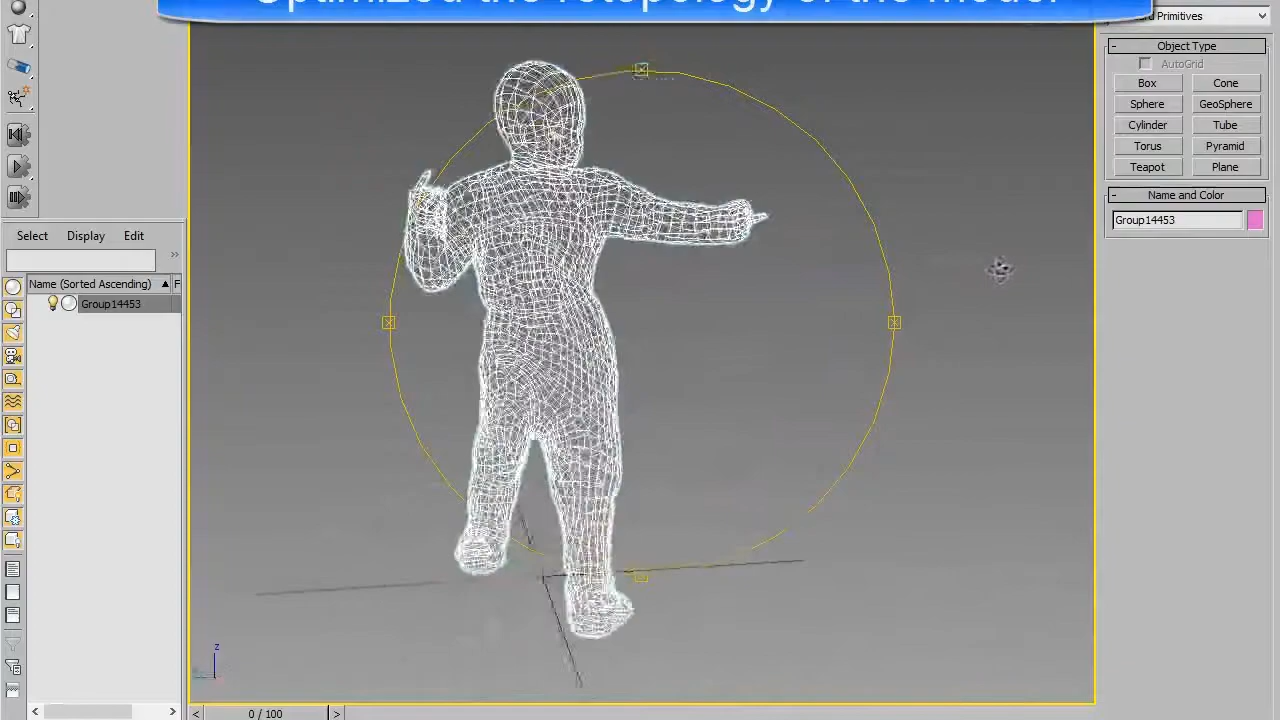 Optimized the retopology of the model
Primitives
Object Type
AutoGrid
Box
Cone
Sphere
GeoSphere
Cylinder
Tube
Torus
Pyramid
Teapot
Plane
Name and Color
Group14453
Select
Display
Edit
Name (Sorted Ascending)
F
Group14453
z
0 / 100